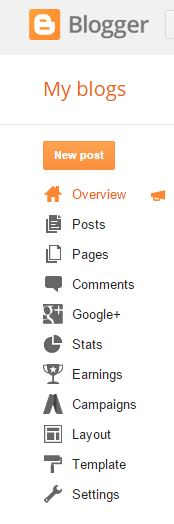 Blogger
My blogs
New post
Overview
Posts
Pages
Comments
Google+
Stats
Earnings
Campaigns
Layout
Template
Settings